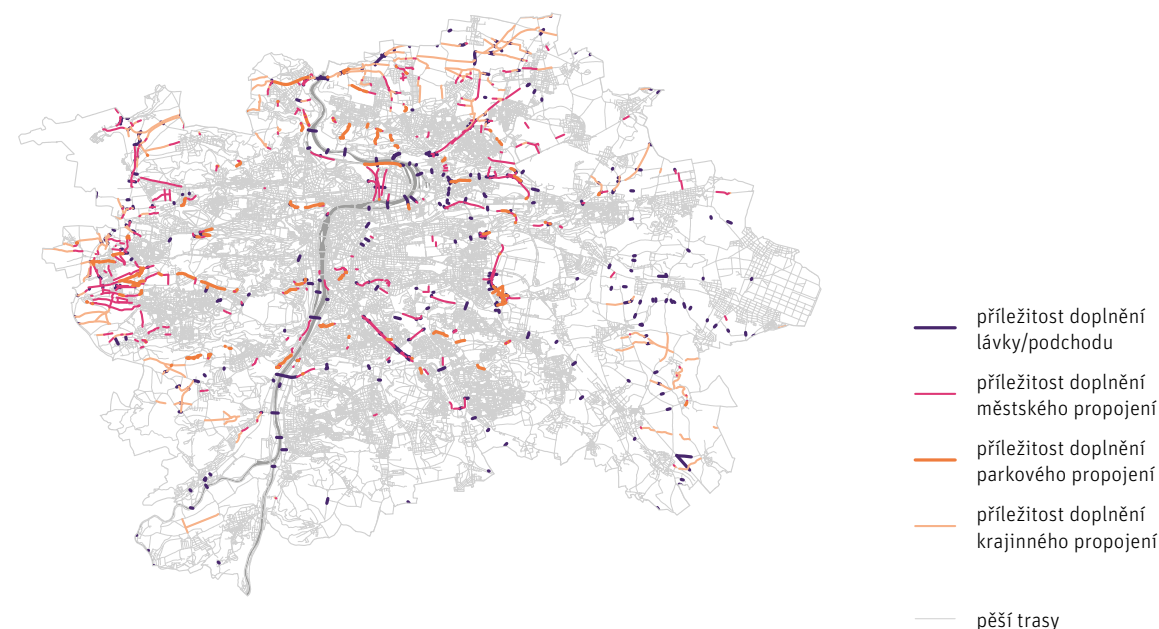 příležitost doplnění
lávky/podchodu
příležitost doplnění
městského propojení
příležitost doplnění
parkového propojení
příležitost doplnění
krajinného propojení
pěší trasy